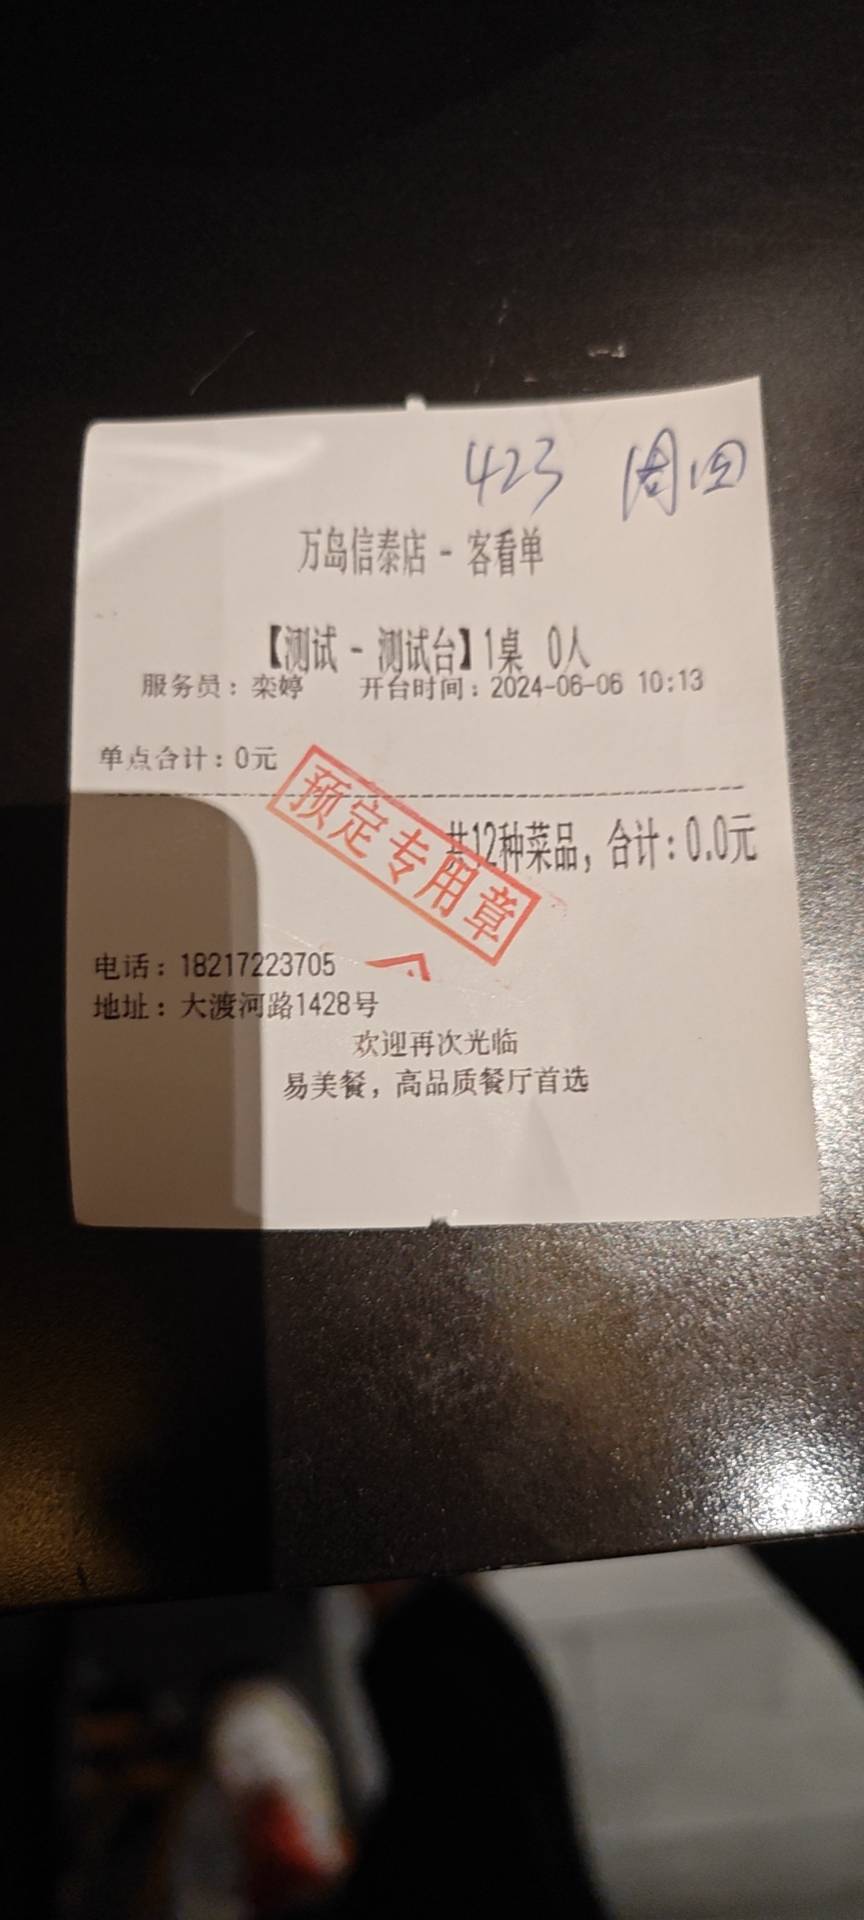 423 周四
万岛信泰店 - 客看单
【测试 - 测试台】1桌 0人
服务员：栾婷 开台时间：2024-06-06 10:13
单点合计：0元
预定专用章
共12种菜品，合计：0.0元
电话：18217223705
地址：大渡河路1428号
欢迎再次光临
易美餐，高品质餐厅首选